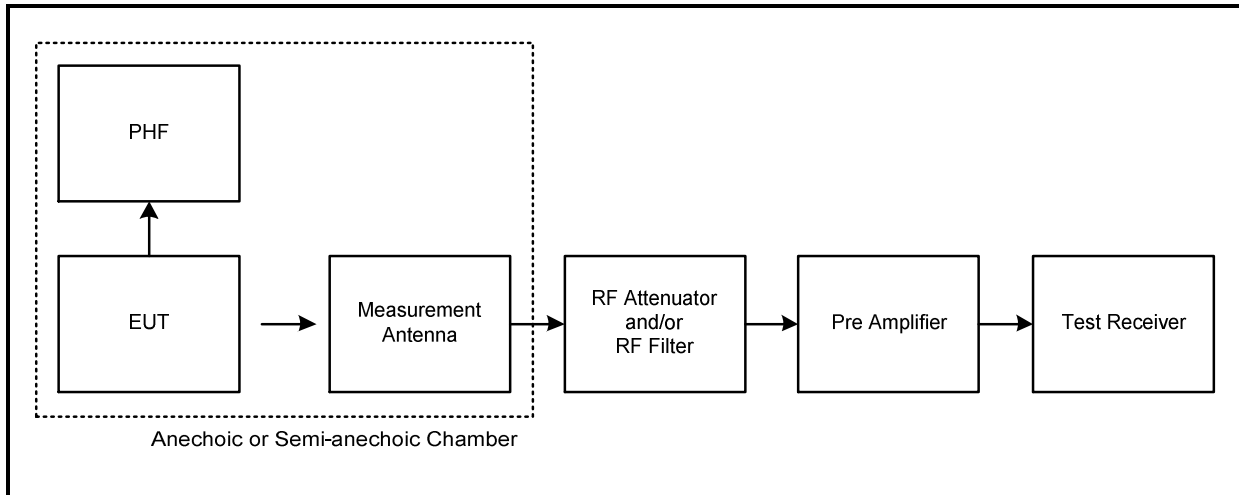 PHF
EUT
Measurement
Antenna
RF Attenuator
and/or
RF Filter
Pre Amplifier
Test Receiver
Anechoic or Semi-anechoic Chamber